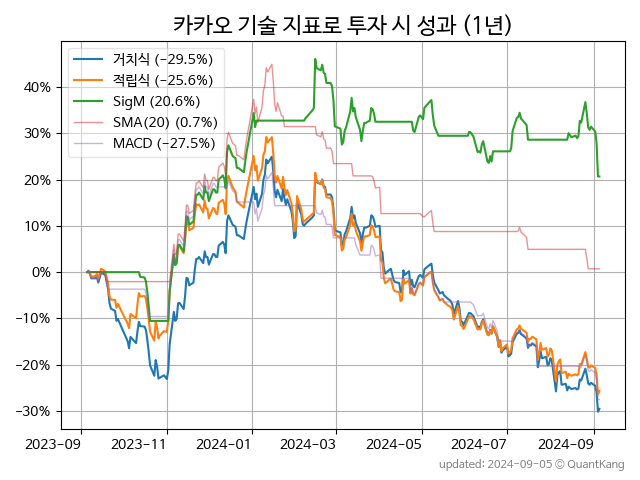 카카오 기술 지표로 투자 시 성과 (1년)
거치식 (−29.5%)
적립식 (−25.6%)
SigM (20.6%)
SMA(20) (0.7%)
MACD (−27.5%)
40%
30%
20%
10%
0%
−10%
−20%
−30%
2023-09 2023-11 2024-01 2024-03 2024-05 2024-07 2024-09
updated: 2024-09-05 © QuantKang